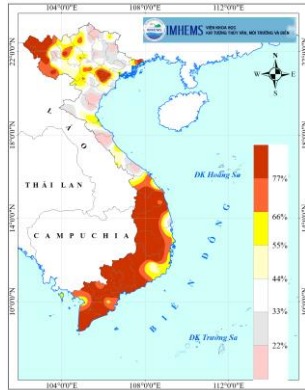 104°0'0"E 108°0'0"E 112°0'0"E
IMHEMS
VIỆN KHOA HỌC
KHÍ TƯỢNG THỦY VĂN, MÔI TRƯỜNG VÀ BIỂN
22°0'0"N
N
W E
S
18°0'0"N
LÀO
ĐK Hoàng Sa
THÁI LAN
77%
66%
14°0'0"N
CAMPUCHIA
55%
44%
BIỂN ĐÔNG
33%
10°0'0"N
22%
ĐK Trường Sa
104°0'0"E 108°0'0"E 112°0'0"E